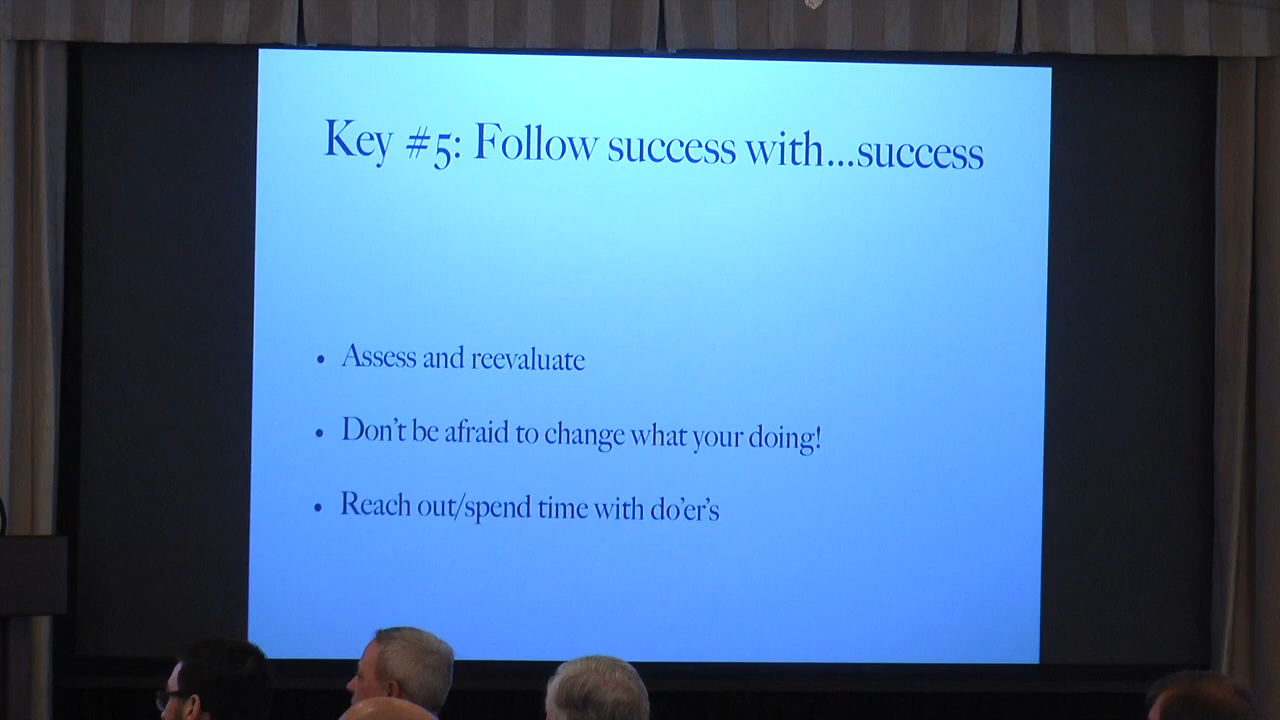 Key #5: Follow success with...success
• Assess and reevaluate
• Don't be afraid to change what your doing!
• Reach out/spend time with do'er's